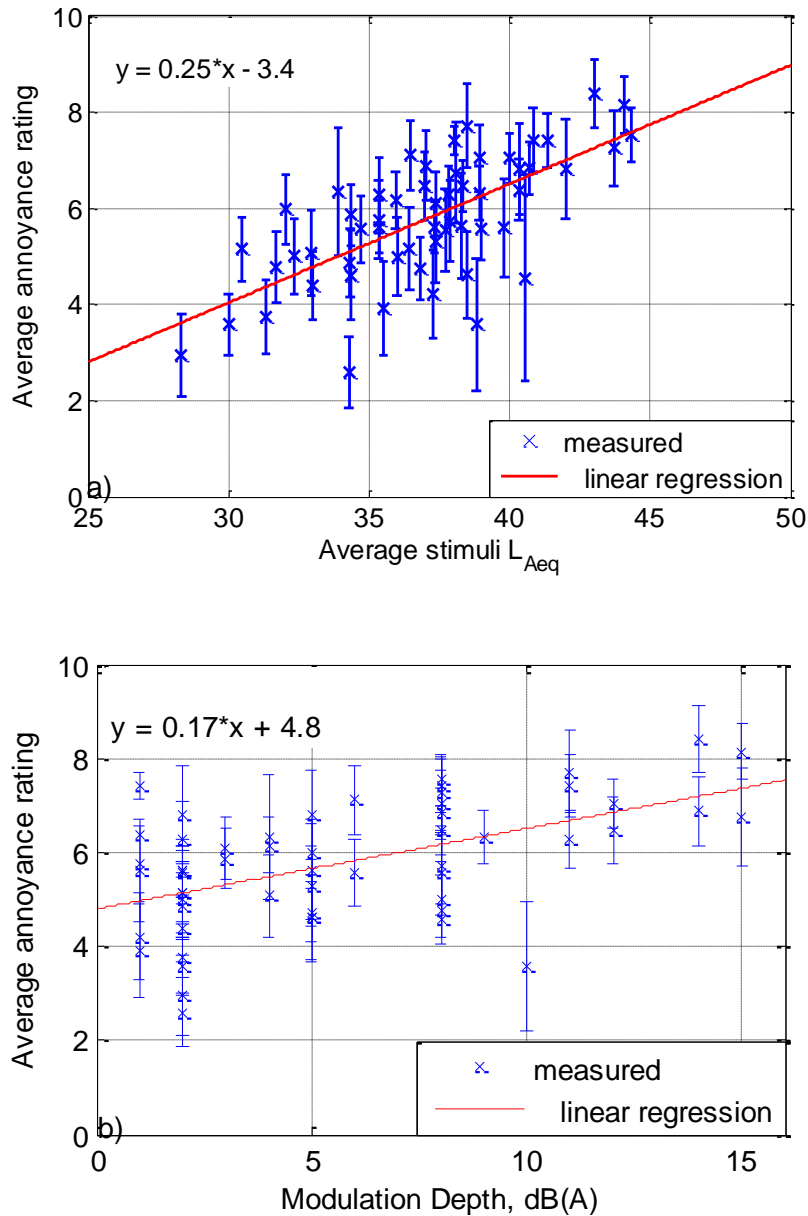 10
y = 0.25*x - 3.4
8
6
4
2
0
Average annoyance rating
measured
linear regression
a)
25
30
35
40
45
50
Average stimuli L_Aeq
10
y = 0.17*x + 4.8
8
6
4
2
0
Average annoyance rating
measured
linear regression
b)
0
5
10
15
Modulation Depth, dB(A)